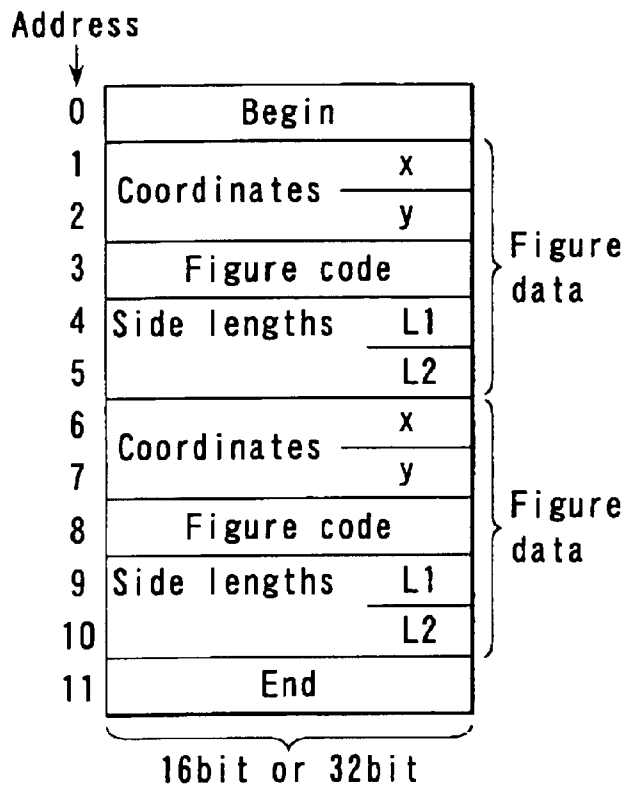 Address
0 Begin
1 x
Coordinates
2 y
3 Figure code
4 Side lengths L1
5 L2
Figure
data
6 x
Coordinates
7 y
8 Figure code
9 Side lengths L1
10 L2
Figure
data
11 End
16bit or 32bit